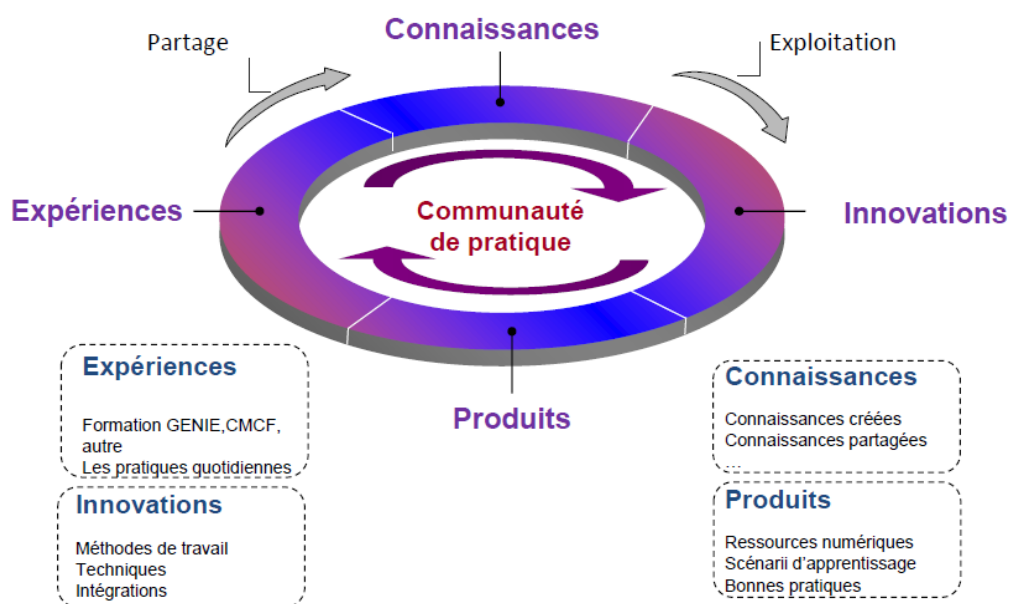 Connaissances
Partage
Exploitation
Expériences
Communauté
de pratique
Innovations
Produits
Expériences
Formation GENIE,CMCF,
autre
Les pratiques quotidiennes
Innovations
Méthodes de travail
Techniques
Intégrations
Connaissances
Connaissances créées
Connaissances partagées
...
Produits
Ressources numériques
Scénarii d'apprentissage
Bonnes pratiques